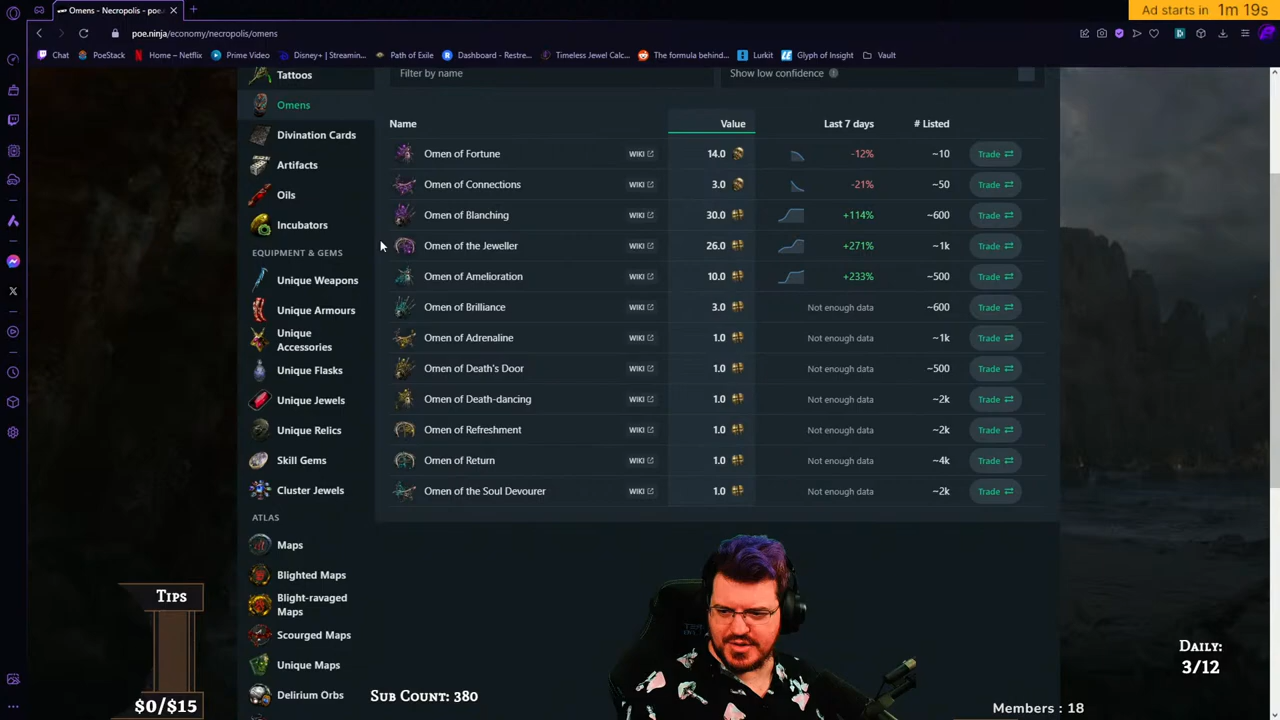 Omens - Necropolis - poe.
Ad starts in 1m 19s
poe.ninja/economy/necropolis/omens
Chat
PoeStack
Home – Netflix
Prime Video
Disney+ | Streamin...
Path of Exile
Dashboard - Restre...
Timeless Jewel Calc...
The formula behind...
Lurkit
Glyph of Insight
Vault
Tattoos
Omens
Divination Cards
Artifacts
Oils
Incubators
EQUIPMENT & GEMS
Unique Weapons
Unique Armours
Unique
Accessories
Unique Flasks
Unique Jewels
Unique Relics
Skill Gems
Cluster Jewels
ATLAS
Maps
Blighted Maps
Blight-ravaged
Maps
Scourged Maps
Unique Maps
Delirium Orbs
Filter by name
Show low confidence
Name Value Last 7 days # Listed
Omen of Fortune WIKI 14.0 -12% ~10 Trade
Omen of Connections WIKI 3.0 -21% ~50 Trade
Omen of Blanching WIKI 30.0 +114% ~600 Trade
Omen of the Jeweller WIKI 26.0 +271% ~1k Trade
Omen of Amelioration WIKI 10.0 +233% ~500 Trade
Omen of Brilliance WIKI 3.0 Not enough data ~600 Trade
Omen of Adrenaline WIKI 1.0 Not enough data ~1k Trade
Omen of Death's Door WIKI 1.0 Not enough data ~500 Trade
Omen of Death-dancing WIKI 1.0 Not enough data ~2k Trade
Omen of Refreshment WIKI 1.0 Not enough data ~2k Trade
Omen of Return WIKI 1.0 Not enough data ~4k Trade
Omen of the Soul Devourer WIKI 1.0 Not enough data ~2k Trade
Tips
$0/$15
Sub Count: 380
Daily:
3/12
Members : 18